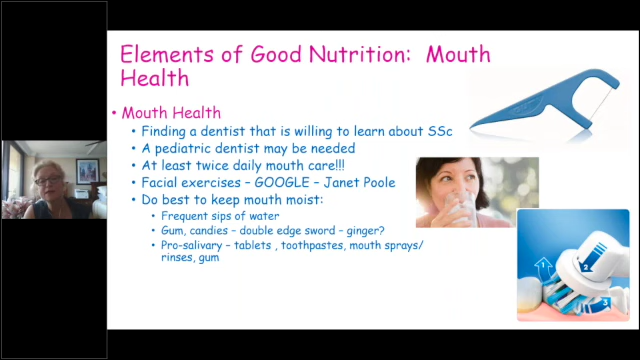 Elements of Good Nutrition: Mouth
Health
• Mouth Health
• Finding a dentist that is willing to learn about SSc
• A pediatric dentist may be needed
• At least twice daily mouth care!!!
• Facial exercises – GOOGLE – Janet Poole
• Do best to keep mouth moist:
• Frequent sips of water
• Gum, candies – double edge sword – ginger?
• Pro-salivary – tablets , toothpastes, mouth sprays/
rinses, gum
1
2
3